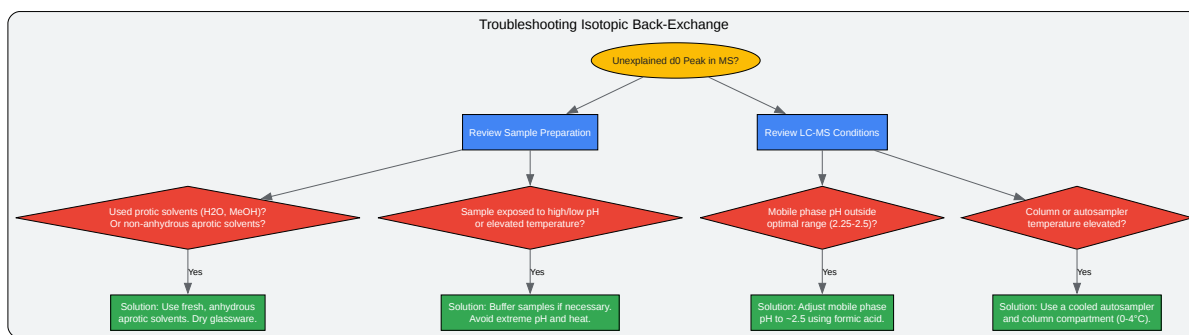 Troubleshooting Isotopic Back-Exchange
Unexplained d0 Peak in MS?
Review Sample Preparation
Review LC-MS Conditions
Used protic solvents (H2O, MeOH)?
Or non-anhydrous aprotic solvents?
Sample exposed to high/low pH
or elevated temperature?
Mobile phase pH outside
optimal range (2.25-2.5)?
Column or autosampler
temperature elevated?
Yes
Yes
Yes
Yes
Solution: Use fresh, anhydrous
aprotic solvents. Dry glassware.
Solution: Buffer samples if necessary.
Avoid extreme pH and heat.
Solution: Adjust mobile phase
pH to ~2.5 using formic acid.
Solution: Use a cooled autosampler
and column compartment (0-4°C).